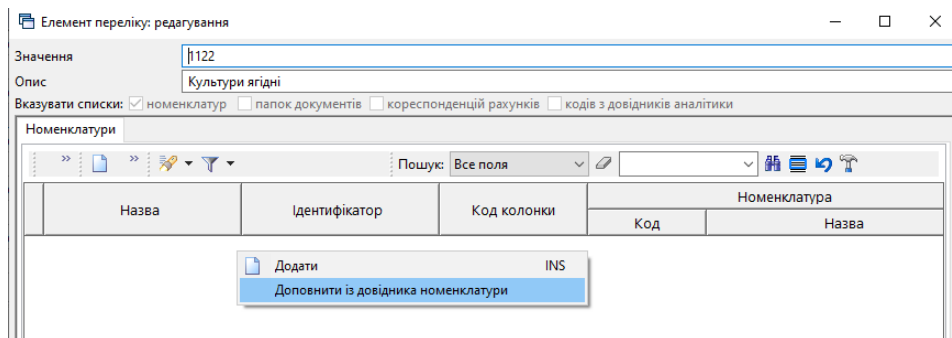 Елемент переліку: редагування
Значення 1122
Опис Культури ягідні
Вказувати списки: номенклатур папок документів кореспонденцій рахунків кодів з довідників аналітики
Номенклатури
Пошук: Все поля
Назва Ідентифікатор Код колонки Номенклатура
Код Назва
Додати INS
Доповнити із довідника номенклатури